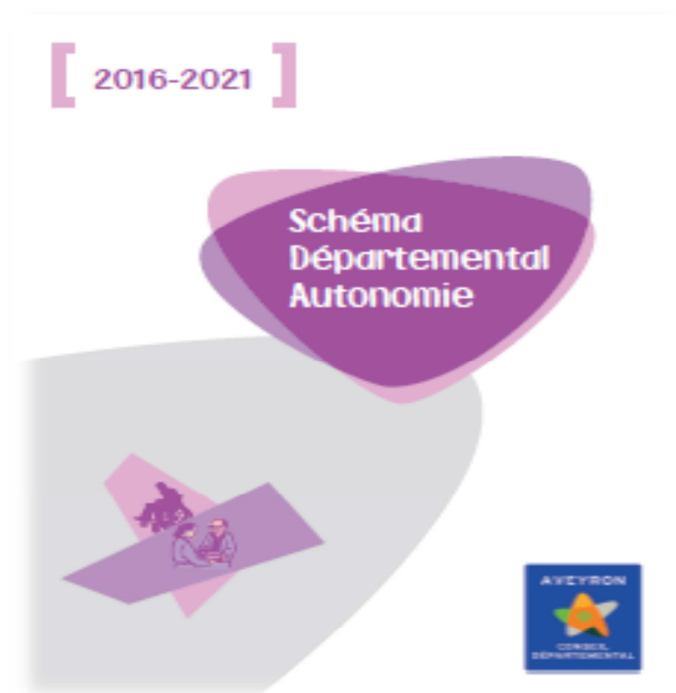 [ 2016-2021 ]
Schéma
Départemental
Autonomie
AVEYRON
CONSEIL
DÉPARTEMENTAL